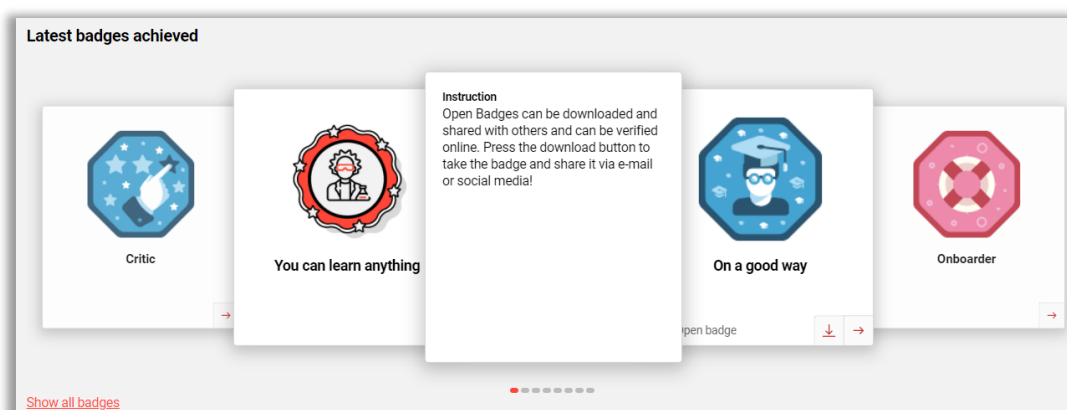 Latest badges achieved
Instruction
Open Badges can be downloaded and
shared with others and can be verified
online. Press the download button to
take the badge and share it via e-mail
or social media!
Critic
You can learn anything
On a good way
Onboarder
pen badge
Show all badges